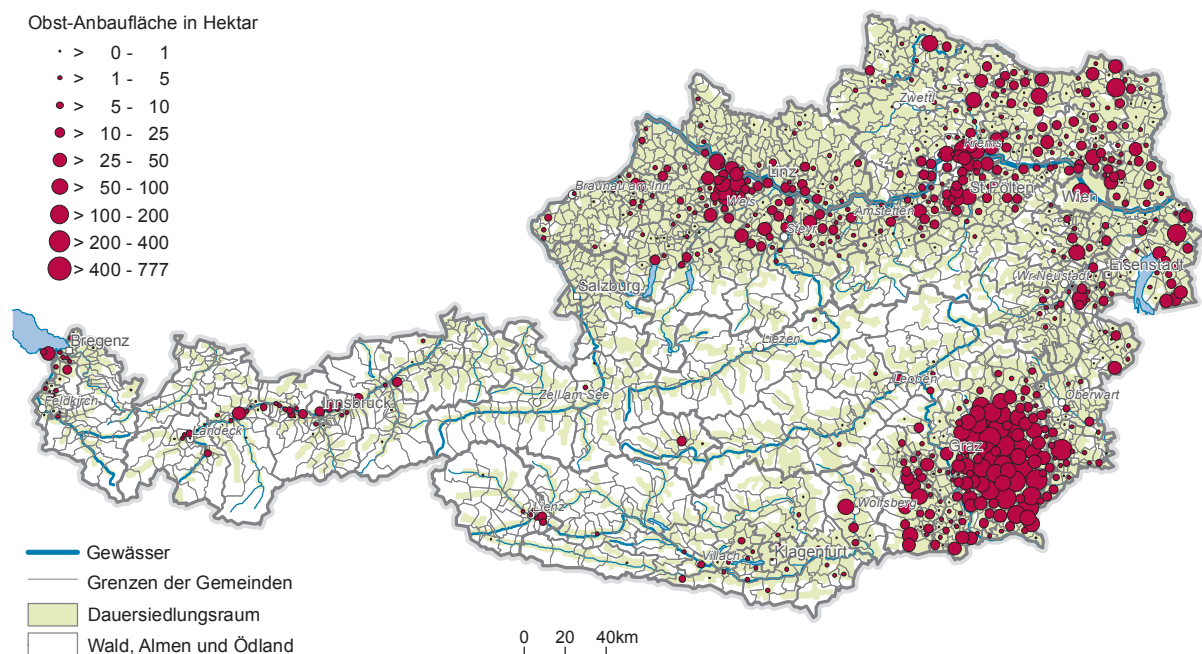 Obst-Anbaufläche in Hektar
> 0 - 1
> 1 - 5
> 5 - 10
> 10 - 25
> 25 - 50
> 50 - 100
> 100 - 200
> 200 - 400
> 400 - 777
Zwettl
Krems
Linz
Braunau am Inn
Wels
St.Pölten
Wien
Amstetten
Steyr
Eisenstadt
Wr.Neustadt
Salzburg
Bregenz
Liezen
Leoben
Zell am See
Oberwart
Feldkirch
Innsbruck
Landeck
Graz
Wolfsberg
Lienz
Villach
Klagenfurt
Gewässer
Grenzen der Gemeinden
Dauersiedlungsraum
Wald, Almen und Ödland
0 20 40km